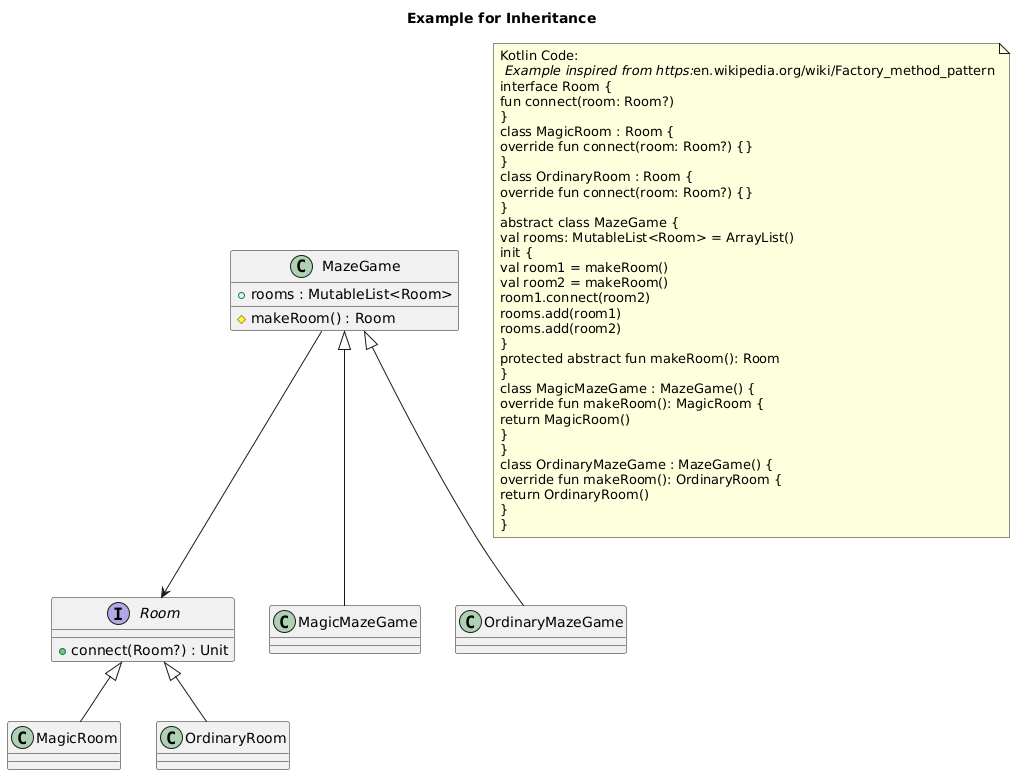 Example for Inheritance
Kotlin Code:
Example inspired from https:en.wikipedia.org/wiki/Factory_method_pattern
interface Room {
fun connect(room: Room?)
}
class MagicRoom : Room {
override fun connect(room: Room?) {}
}
class OrdinaryRoom : Room {
override fun connect(room: Room?) {}
}
abstract class MazeGame {
val rooms: MutableList<Room> = ArrayList()
init {
val room1 = makeRoom()
val room2 = makeRoom()
room1.connect(room2)
rooms.add(room1)
rooms.add(room2)
}
protected abstract fun makeRoom(): Room
}
class MagicMazeGame : MazeGame() {
override fun makeRoom(): MagicRoom {
return MagicRoom()
}
}
class OrdinaryMazeGame : MazeGame() {
override fun makeRoom(): OrdinaryRoom {
return OrdinaryRoom()
}
}
C MazeGame
rooms : MutableList<Room>
makeRoom() : Room
I Room
connect(Room?) : Unit
C MagicMazeGame
C OrdinaryMazeGame
C MagicRoom
C OrdinaryRoom